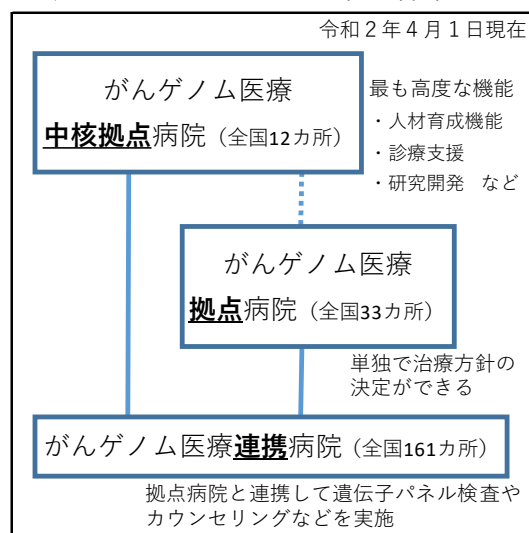 令和２年４月１日現在
がんゲノム医療
中核拠点病院（全国12カ所）
最も高度な機能
・人材育成機能
・診療支援
・研究開発　など
がんゲノム医療
拠点病院（全国33カ所）
単独で治療方針の
決定ができる
がんゲノム医療連携病院（全国161カ所）
拠点病院と連携して遺伝子パネル検査や
カウンセリングなどを実施